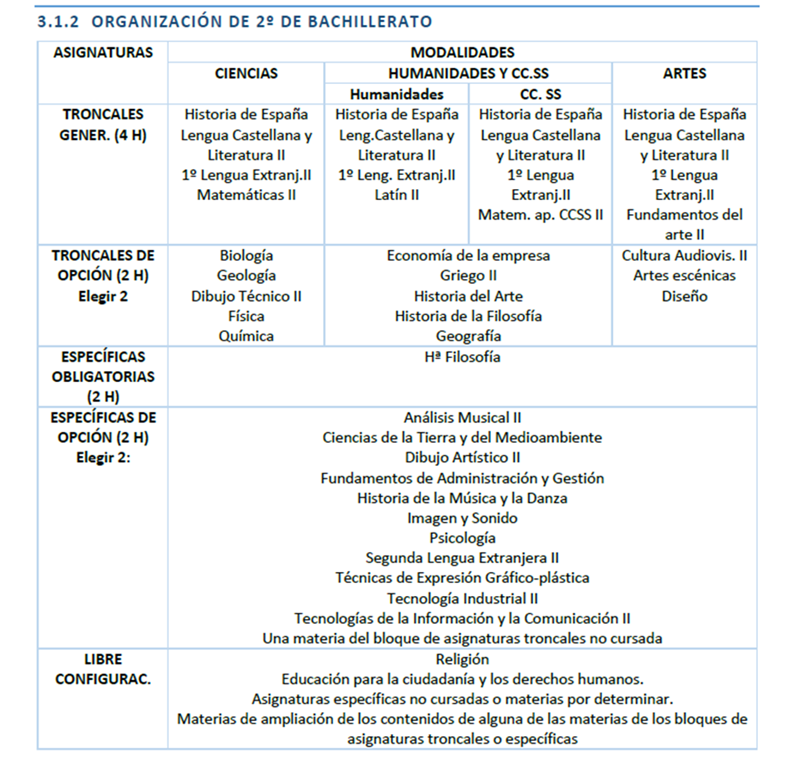 3.1.2 ORGANIZACIÓN DE 2º DE BACHILLERATO
ASIGNATURAS
MODALIDADES
CIENCIAS
HUMANIDADES Y CC.SS
ARTES
Humanidades
CC. SS
TRONCALES
GENER. (4 H)
Historia de España
Lengua Castellana y
Literatura II
1º Lengua Extranj.II
Matemáticas II
Historia de España
Leng.Castellana y
Literatura II
1º Leng. Extranj.II
Latín II
Historia de España
Lengua Castellana
y Literatura II
1º Lengua
Extranj.II
Matem. ap. CCSS II
Historia de España
Lengua Castellana
y Literatura II
1º Lengua
Extranj.II
Fundamentos del
arte II
TRONCALES DE
OPCIÓN (2 H)
Elegir 2
Biología
Geología
Dibujo Técnico II
Física
Química
Economía de la empresa
Griego II
Historia del Arte
Historia de la Filosofía
Geografía
Cultura Audiovis. II
Artes escénicas
Diseño
ESPECÍFICAS
OBLIGATORIAS
(2 H)
Hª Filosofía
ESPECÍFICAS DE
OPCIÓN (2 H)
Elegir 2:
Análisis Musical II
Ciencias de la Tierra y del Medioambiente
Dibujo Artístico II
Fundamentos de Administración y Gestión
Historia de la Música y la Danza
Imagen y Sonido
Psicología
Segunda Lengua Extranjera II
Técnicas de Expresión Gráfico-plástica
Tecnología Industrial II
Tecnologías de la Información y la Comunicación II
Una materia del bloque de asignaturas troncales no cursada
LIBRE
CONFIGURAC.
Religión
Educación para la ciudadanía y los derechos humanos.
Asignaturas específicas no cursadas o materias por determinar.
Materias de ampliación de los contenidos de alguna de las materias de los bloques de
asignaturas troncales o específicas